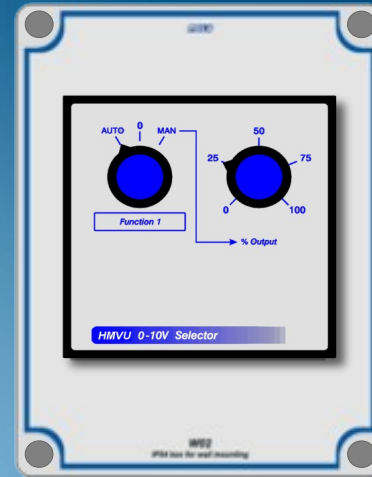 AUTO 0 MAN
Function 1
0 25 50 75 100
% Output
HMVU 0-10V Selector
W02
IP54 box for wall mounting